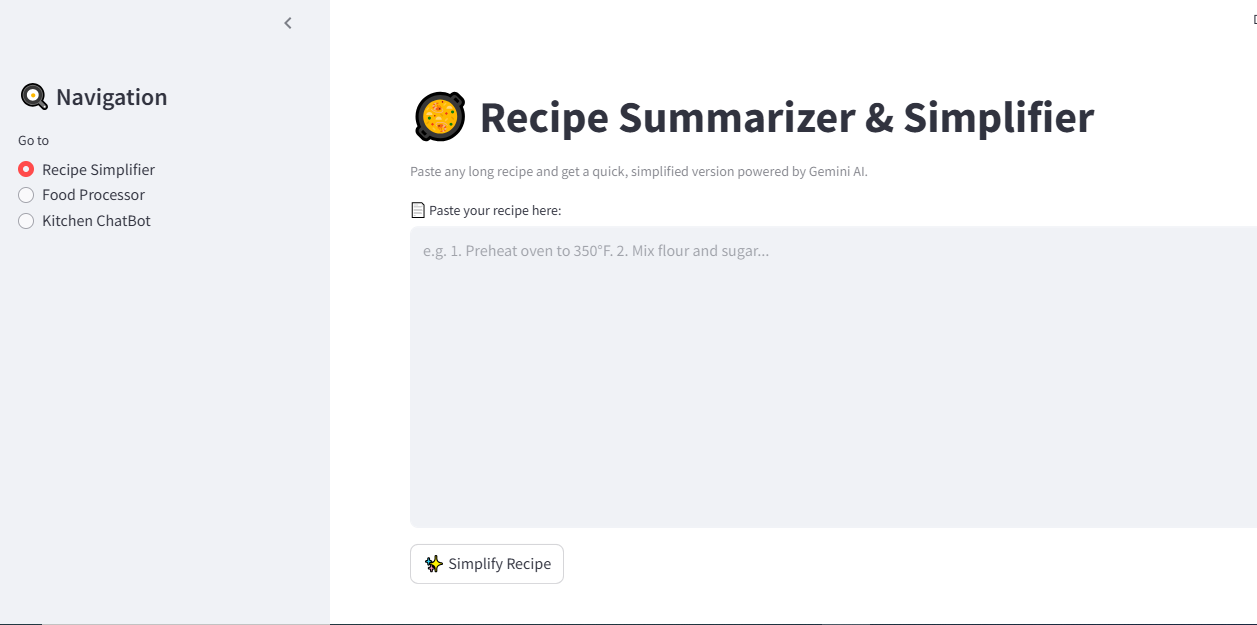 Navigation
Go to
Recipe Simplifier
Food Processor
Kitchen ChatBot
Recipe Summarizer & Simplifier
Paste any long recipe and get a quick, simplified version powered by Gemini AI.
Paste your recipe here:
e.g. 1. Preheat oven to 350°F. 2. Mix flour and sugar...
Simplify Recipe